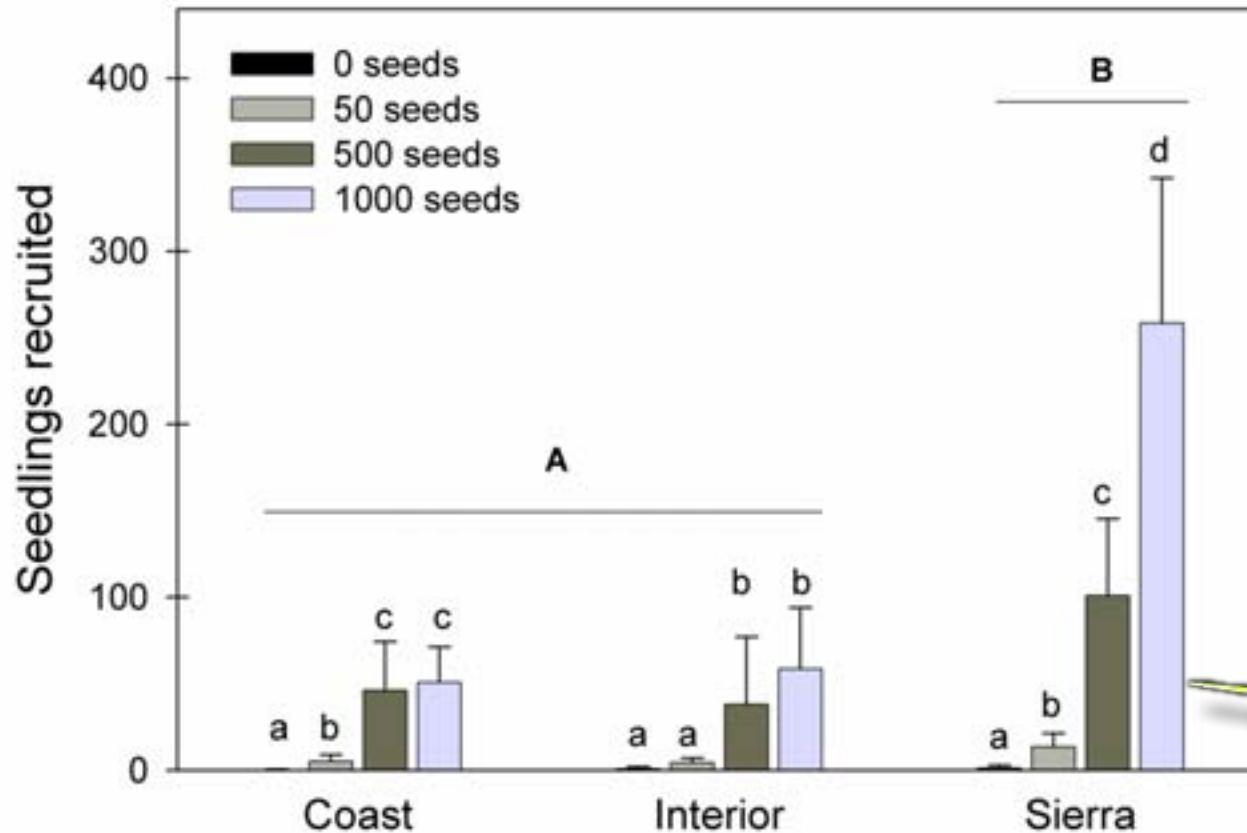 Seedlings recruited
400
300
200
100
0
0 seeds
50 seeds
500 seeds
1000 seeds
A
B
a b c c
a a b b
a b c d
Coast Interior Sierra